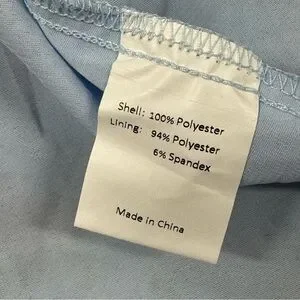 Shell: 100% Polyester
Lining: 94% Polyester
6% Spandex
Made in China